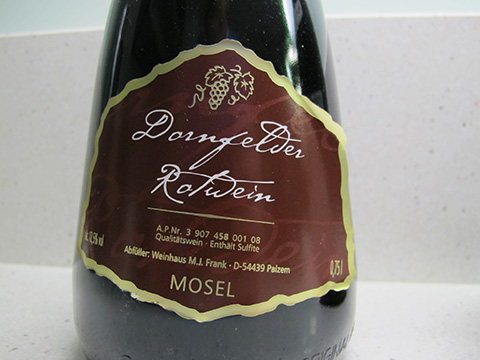 Dornfelder
Rotwein
A.P.Nr. 3 907 458 001 08
Qualitätswein · Enthält Sulfite
vol
Abfüller: Weinhaus M.J. Frank · D-54439 Palzem
0,75 l
MOSEL